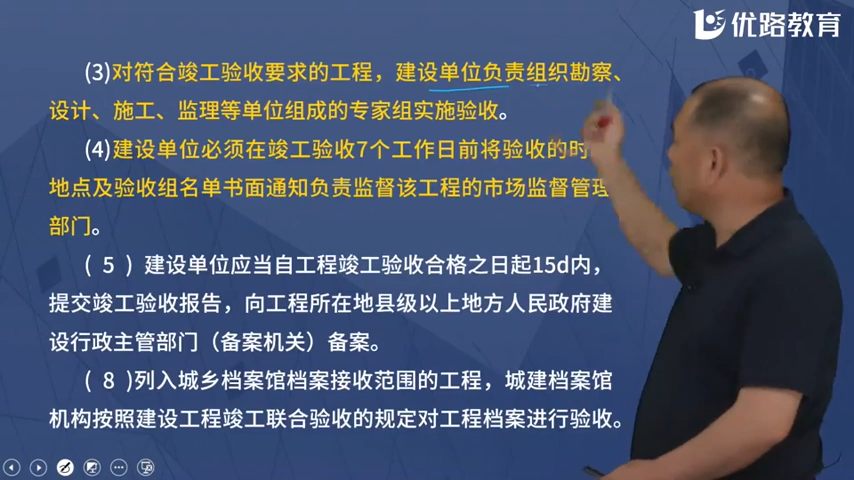 优路教育
(3)对符合竣工验收要求的工程，建设单位负责组织勘察、
设计、施工、监理等单位组成的专家组实施验收。
(4)建设单位必须在竣工验收7个工作日前将验收的时
地点及验收组名单书面通知负责监督该工程的市场监督管理
部门。
( 5 ) 建设单位应当自工程竣工验收合格之日起15d内，
提交竣工验收报告，向工程所在地县级以上地方人民政府建
设行政主管部门（备案机关）备案。
( 8 )列入城乡档案馆档案接收范围的工程，城建档案馆
机构按照建设工程竣工联合验收的规定对工程档案进行验收。